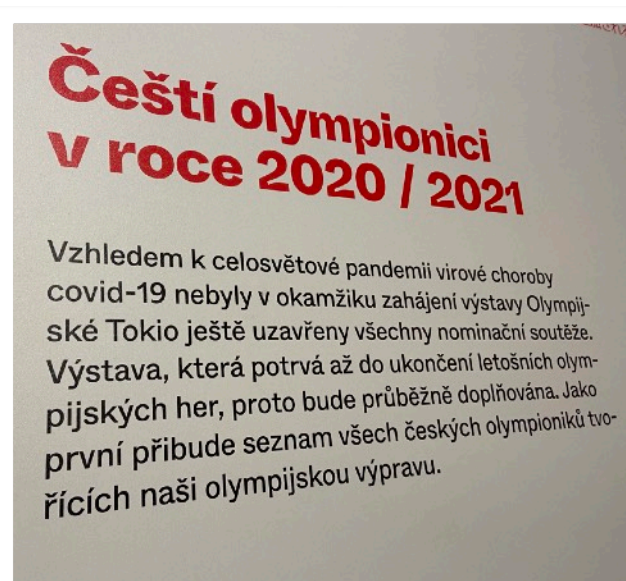 Čeští olympionici
v roce 2020 / 2021
Vzhledem k celosvětové pandemii virové choroby
covid-19 nebyly v okamžiku zahájení výstavy Olympij-
ské Tokio ještě uzavřeny všechny nominační soutěže.
Výstava, která potrvá až do ukončení letošních olym-
pijských her, proto bude průběžně doplňována. Jako
první přibude seznam všech českých olympioniků tvo-
řících naši olympijskou výpravu.